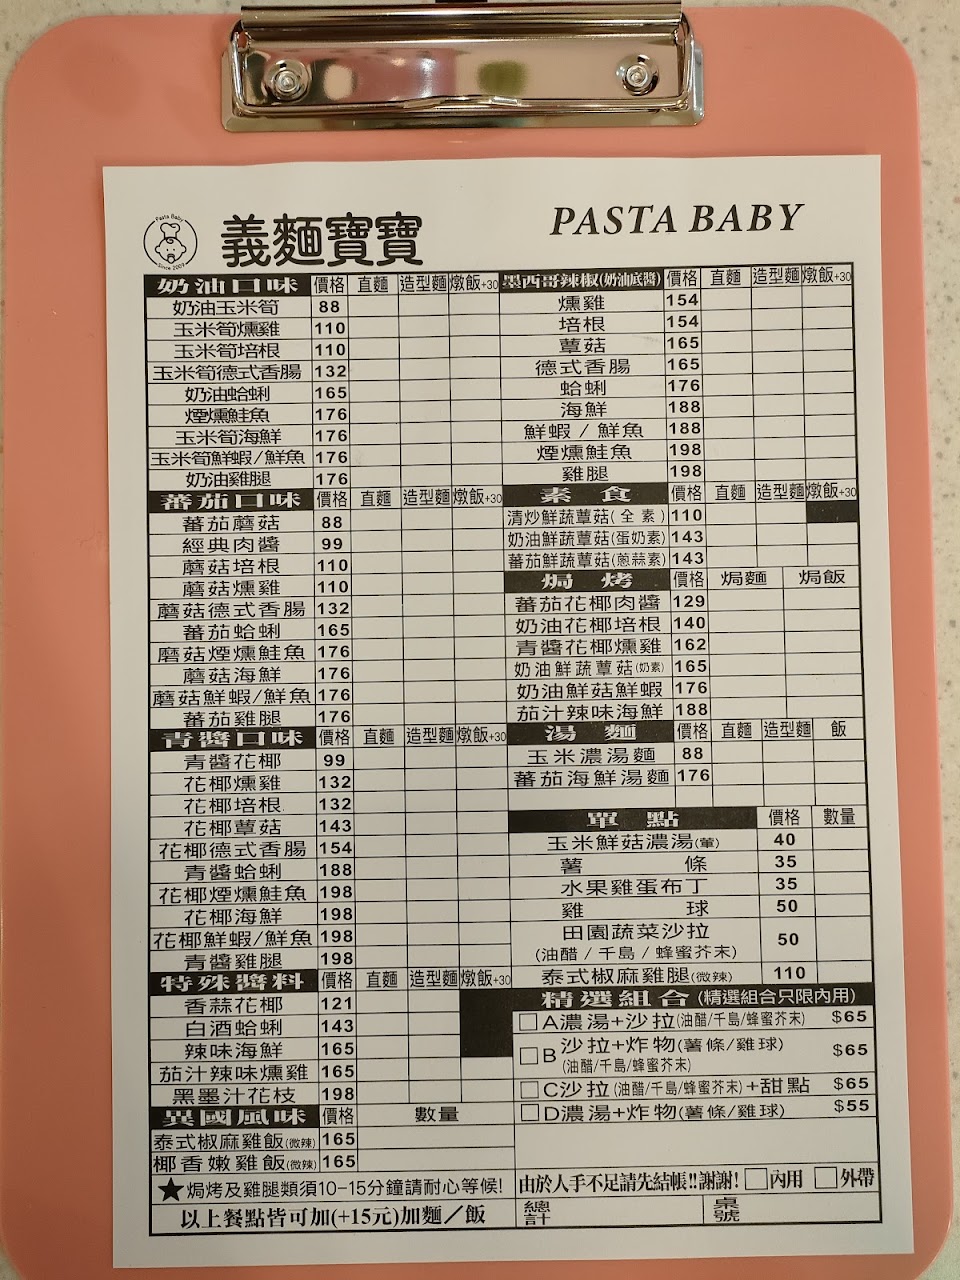 Pasta Baby
Since 2007
義麵寶寶
PASTA BABY
奶油口味 價格 直麵 造型麵 燉飯+30
奶油玉米筍 88
玉米筍燻雞 110
玉米筍培根 110
玉米筍德式香腸 132
奶油蛤蜊 165
煙燻鮭魚 176
玉米筍海鮮 176
玉米筍鮮蝦/鮮魚 176
奶油雞腿 176
蕃茄口味 價格 直麵 造型麵 燉飯+30
蕃茄蘑菇 88
經典肉醬 99
蘑菇培根 110
蘑菇燻雞 110
蘑菇德式香腸 132
蕃茄蛤蜊 165
蘑菇煙燻鮭魚 176
蘑菇海鮮 176
蘑菇鮮蝦/鮮魚 176
蕃茄雞腿 176
青醬口味 價格 直麵 造型麵 燉飯+30
青醬花椰 99
花椰燻雞 132
花椰培根 132
花椰蕈菇 143
花椰德式香腸 154
青醬蛤蜊 188
花椰煙燻鮭魚 198
花椰海鮮 198
花椰鮮蝦/鮮魚 198
青醬雞腿 198
特殊醬料 價格 直麵 造型麵 燉飯+30
香蒜花椰 121
白酒蛤蜊 143
辣味海鮮 165
茄汁辣味燻雞 165
黑墨汁花枝 198
異國風味 價格 數量
泰式椒麻雞飯(微辣) 165
椰香嫩雞飯(微辣) 165
★焗烤及雞腿類須10-15分鐘請耐心等候!
以上餐點皆可加(+15元)加麵/飯
墨西哥辣椒(奶油底醬) 價格 直麵 造型麵 燉飯+30
燻雞 154
培根 154
蕈菇 165
德式香腸 165
蛤蜊 176
海鮮 188
鮮蝦/鮮魚 188
煙燻鮭魚 198
雞腿 198
素食 價格 直麵 造型麵 燉飯+30
清炒鮮蔬蕈菇(全素) 110
奶油鮮蔬蕈菇(蛋奶素) 143
蕃茄鮮蔬蕈菇(蔥蒜素) 143
焗烤 價格 焗麵 焗飯
蕃茄花椰肉醬 129
奶油花椰培根 140
青醬花椰燻雞 162
奶油鮮蔬蕈菇(奶素) 165
奶油鮮菇鮮蝦 176
茄汁辣味海鮮 188
湯麵 價格 直麵 造型麵 飯
玉米濃湯麵 88
蕃茄海鮮湯麵 176
單點 價格 數量
玉米鮮菇濃湯(葷) 40
薯條 35
水果雞蛋布丁 35
雞球 50
田園蔬菜沙拉 50
(油醋/千島/蜂蜜芥末)
泰式椒麻雞腿(微辣) 110
精選組合(精選組合只限內用)
□A濃湯+沙拉(油醋/千島/蜂蜜芥末) $65
□B沙拉+炸物(薯條/雞球) $65
(油醋/千島/蜂蜜芥末)
□C沙拉(油醋/千島/蜂蜜芥末)+甜點 $65
□D濃湯+炸物(薯條/雞球) $55
由於人手不足請先結帳!!謝謝! □內用 □外帶
總計 桌號